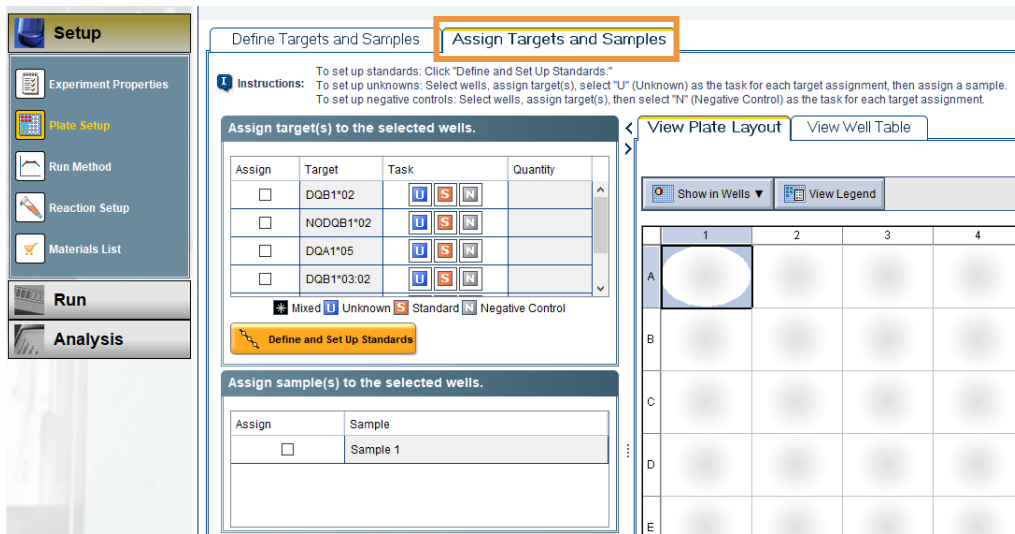 Setup
Experiment Properties
Plate Setup
Run Method
Reaction Setup
Materials List
Run
Analysis
Define Targets and Samples
Assign Targets and Samples
Instructions:
To set up standards: Click "Define and Set Up Standards."
To set up unknowns: Select wells, assign target(s), select "U" (Unknown) as the task for each target assignment, then assign a sample.
To set up negative controls: Select wells, assign target(s), then select "N" (Negative Control) as the task for each target assignment.
Assign target(s) to the selected wells.
Assign Target Task Quantity
DQB1*02 U S N
NODQB1*02 U S N
DQA1*05 U S N
DQB1*03:02 U S N
Mixed U Unknown S Standard N Negative Control
Define and Set Up Standards
Assign sample(s) to the selected wells.
Assign Sample
Sample 1
View Plate Layout View Well Table
Show in Wells ▼ View Legend
1 2 3 4
A
B
C
D
E